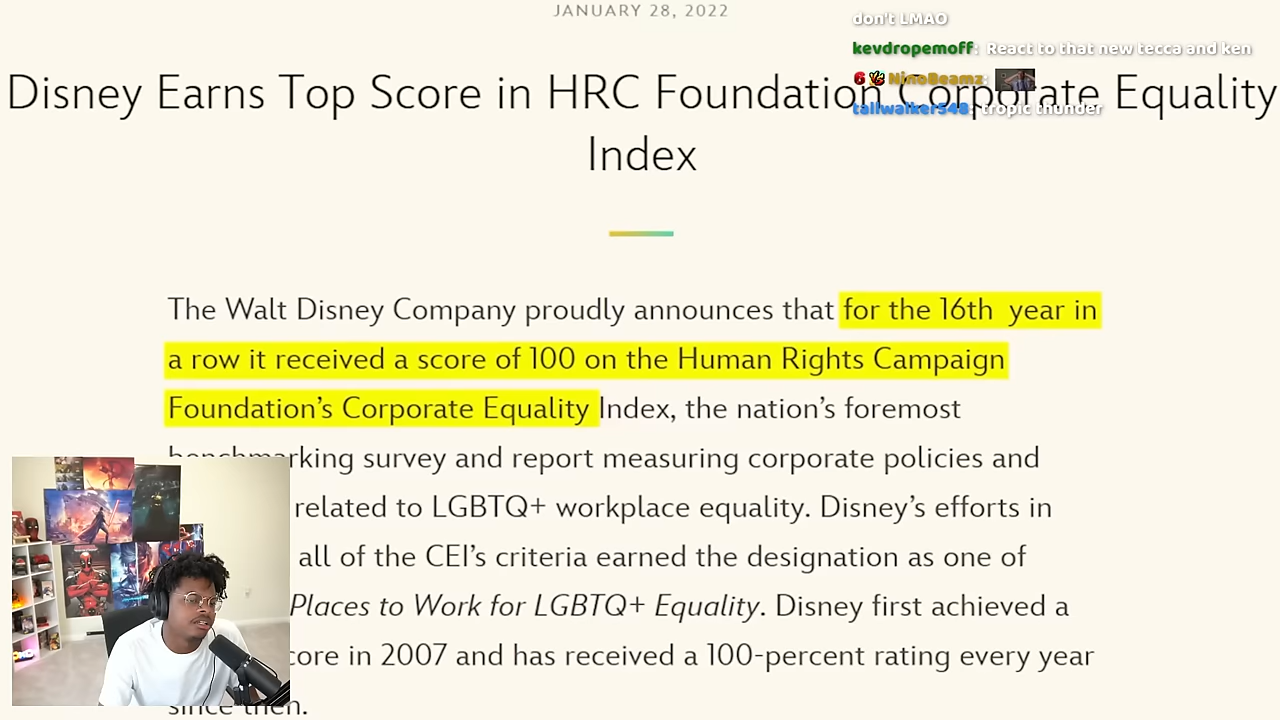 JANUARY 28, 2022
don't LMAO
kevdropemoff: React to that new tecca and ken
NinoBeamz:
tallwalker548: tropic thunder
Disney Earns Top Score in HRC Foundation Corporate Equality
Index
The Walt Disney Company proudly announces that for the 16th year in
a row it received a score of 100 on the Human Rights Campaign
Foundation's Corporate Equality Index, the nation's foremost
benchmarking survey and report measuring corporate policies and
related to LGBTQ+ workplace equality. Disney's efforts in
all of the CEI's criteria earned the designation as one of
Places to Work for LGBTQ+ Equality. Disney first achieved a
core in 2007 and has received a 100-percent rating every year
since then.